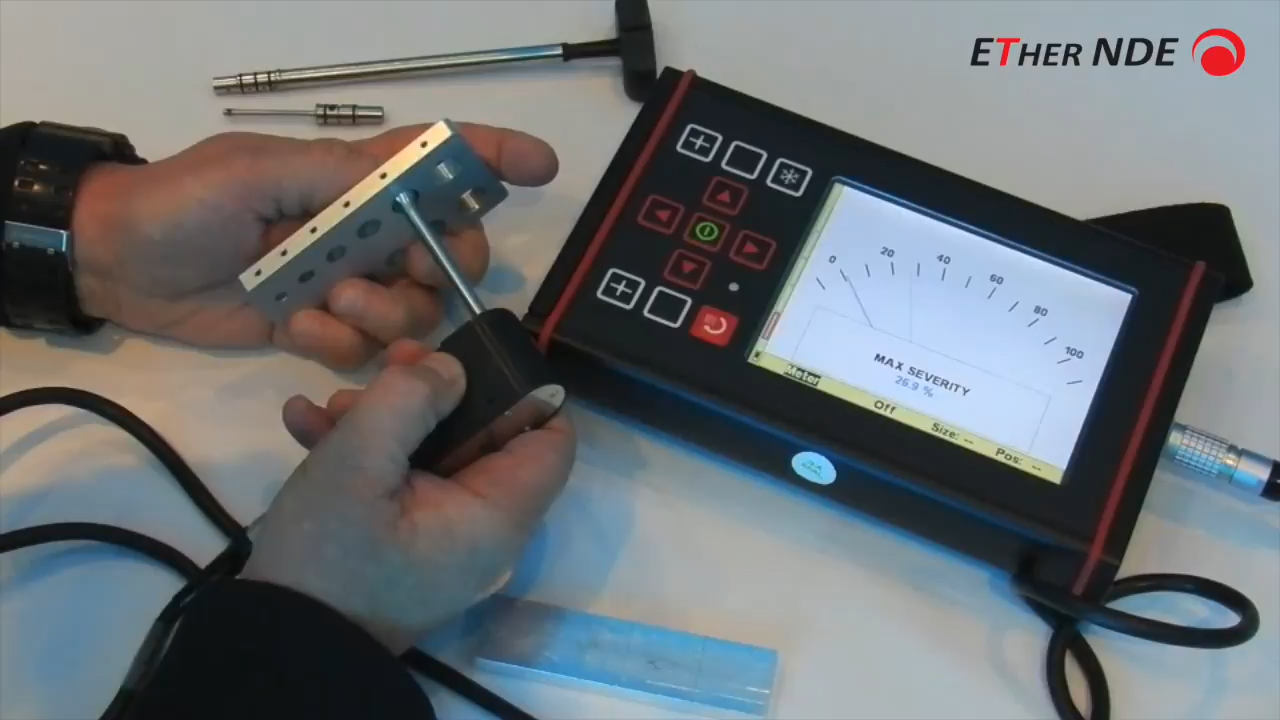 ETHER NDE
0
20
40
60
80
100
MAX SEVERITY
26.9 %
Meter
Off
Size: --
Pos: --